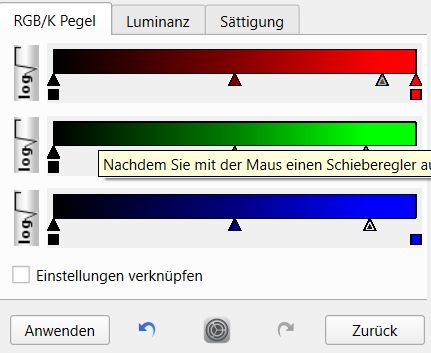 RGB/K Pegel Luminanz Sättigung
log√
log√
Nachdem Sie mit der Maus einen Schieberegler au
log√
Einstellungen verknüpfen
Anwenden Zurück